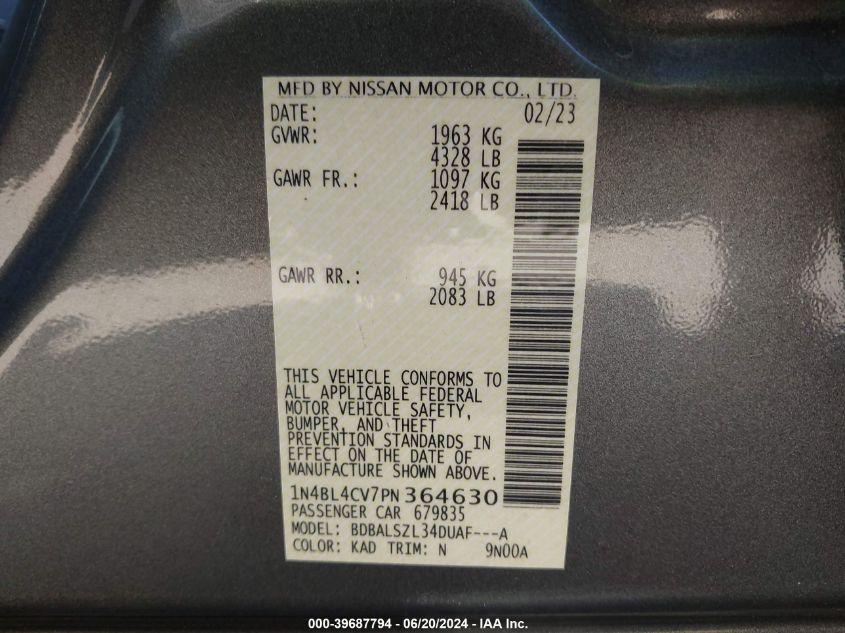 MFD BY NISSAN MOTOR CO., LTD.
DATE: 02/23
GVWR: 1963 KG
4328 LB
GAWR FR.: 1097 KG
2418 LB
GAWR RR.: 945 KG
2083 LB
THIS VEHICLE CONFORMS TO
ALL APPLICABLE FEDERAL
MOTOR VEHICLE SAFETY,
BUMPER, AND THEFT
PREVENTION STANDARDS IN
EFFECT ON THE DATE OF
MANUFACTURE SHOWN ABOVE.
1N4BL4CV7PN364630
PASSENGER CAR 679835
MODEL: BDBALSZL34DUAF---A
COLOR: KAD TRIM: N 9N00A
000-39687794 - 06/20/2024 - IAA Inc.